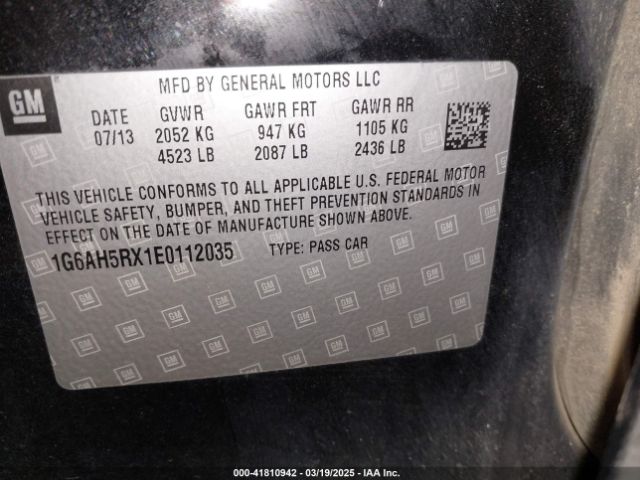 GM
MFD BY GENERAL MOTORS LLC
DATE GVWR GAWR FRT GAWR RR
07/13 2052 KG 947 KG 1105 KG
4523 LB 2087 LB 2436 LB
THIS VEHICLE CONFORMS TO ALL APPLICABLE U.S. FEDERAL MOTOR
VEHICLE SAFETY, BUMPER, AND THEFT PREVENTION STANDARDS IN
EFFECT ON THE DATE OF MANUFACTURE SHOWN ABOVE.
1G6AH5RX1E0112035 TYPE: PASS CAR
000-41810942 | 03/19/2025 | IAA Inc.